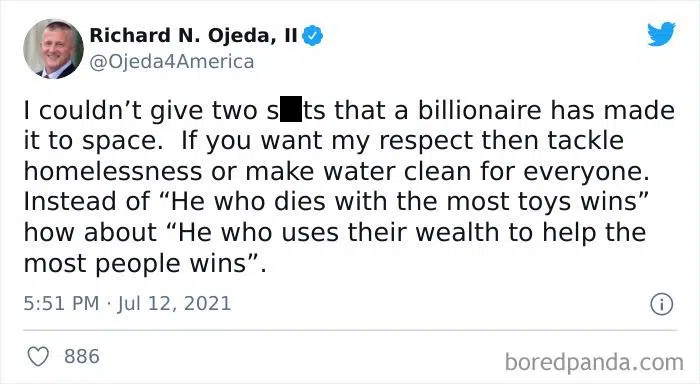 Richard N. Ojeda, II
@Ojeda4America
I couldn’t give two s ts that a billionaire has made
it to space. If you want my respect then tackle
homelessness or make water clean for everyone.
Instead of “He who dies with the most toys wins”
how about “He who uses their wealth to help the
most people wins”.
5:51 PM · Jul 12, 2021
886
boredpanda.com